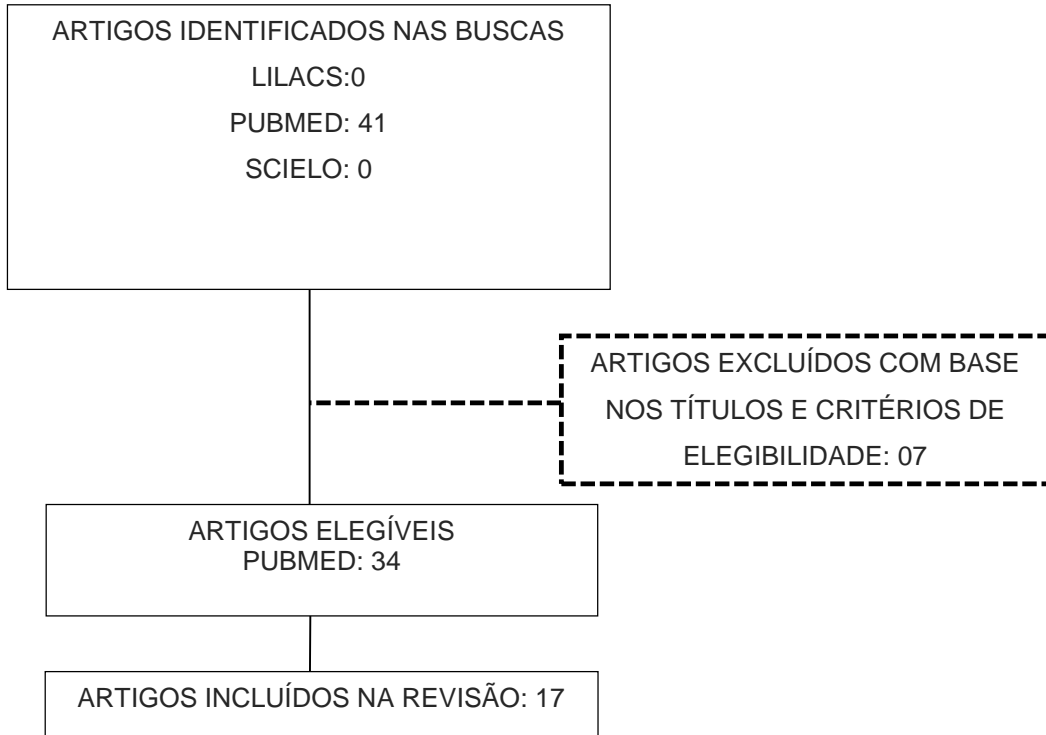 ARTIGOS IDENTIFICADOS NAS BUSCAS
LILACS:0
PUBMED: 41
SCIELO: 0
ARTIGOS EXCLUÍDOS COM BASE
NOS TÍTULOS E CRITÉRIOS DE
ELEGIBILIDADE: 07
ARTIGOS ELEGÍVEIS
PUBMED: 34
ARTIGOS INCLUÍDOS NA REVISÃO: 17